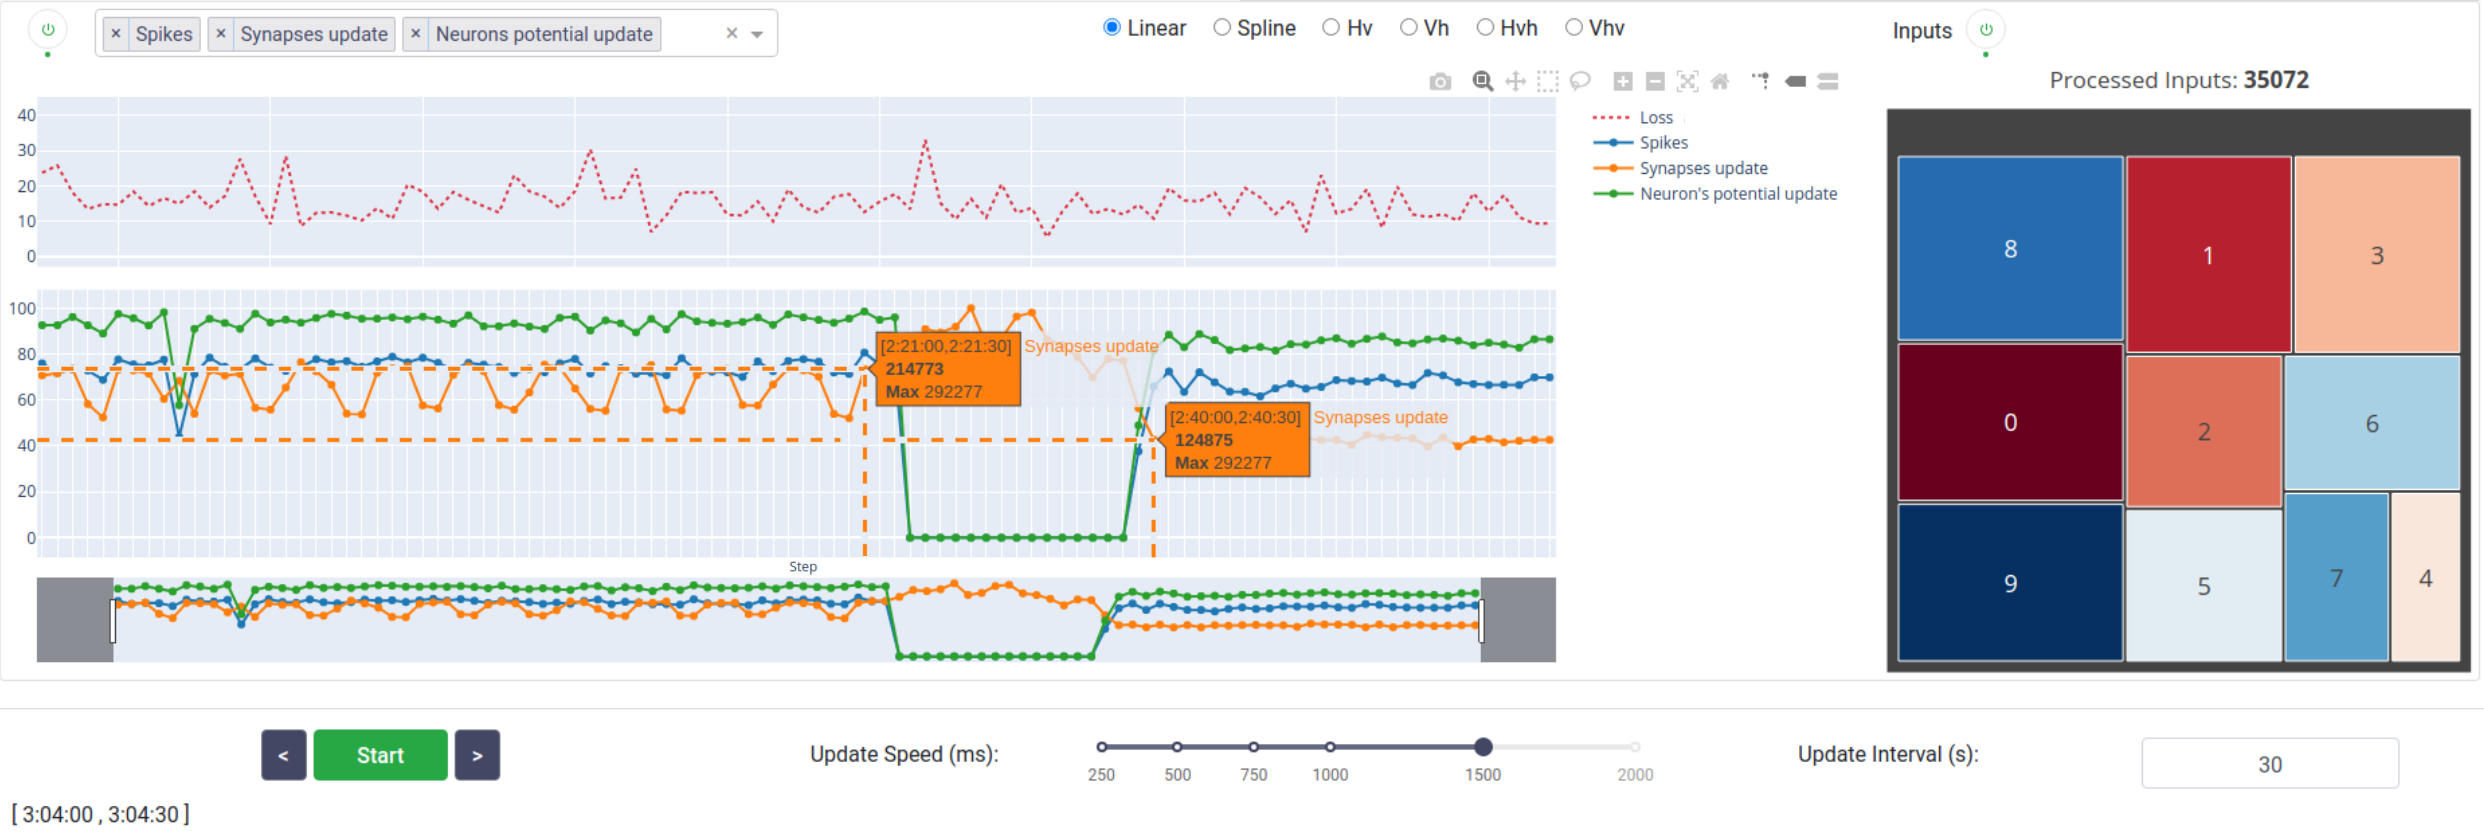 × Spikes × Synapses update × Neurons potential update ×
Linear Spline Hv Vh Hvh Vhv
Inputs
Processed Inputs: 35072
Loss
Spikes
Synapses update
Neuron's potential update
40
30
20
10
0
100
80
60
40
20
0
[2:21:00,2:21:30] Synapses update
214773
Max 292277
[2:40:00,2:40:30] Synapses update
124875
Max 292277
Step
8 1 3
0 2 6
9 5 7 4
< Start >
Update Speed (ms):
250 500 750 1000 1500 2000
Update Interval (s): 30
[ 3:04:00 , 3:04:30 ]